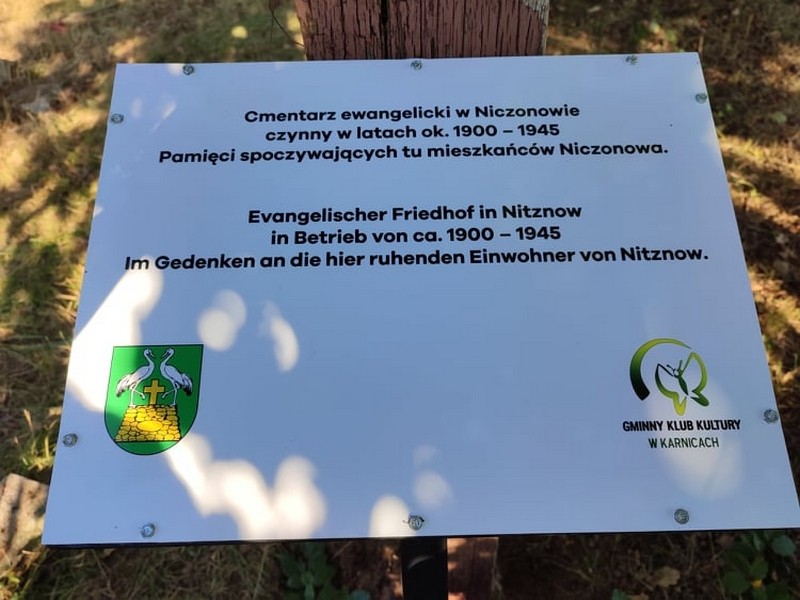 Cmentarz ewangelicki w Niczonowie
czynny w latach ok. 1900 – 1945
Pamięci spoczywających tu mieszkańców Niczonowa.
Evangelischer Friedhof in Nitznow
in Betrieb von ca. 1900 – 1945
Im Gedenken an die hier ruhenden Einwohner von Nitznow.
GMINNY KLUB KULTURY
W KARNICACH